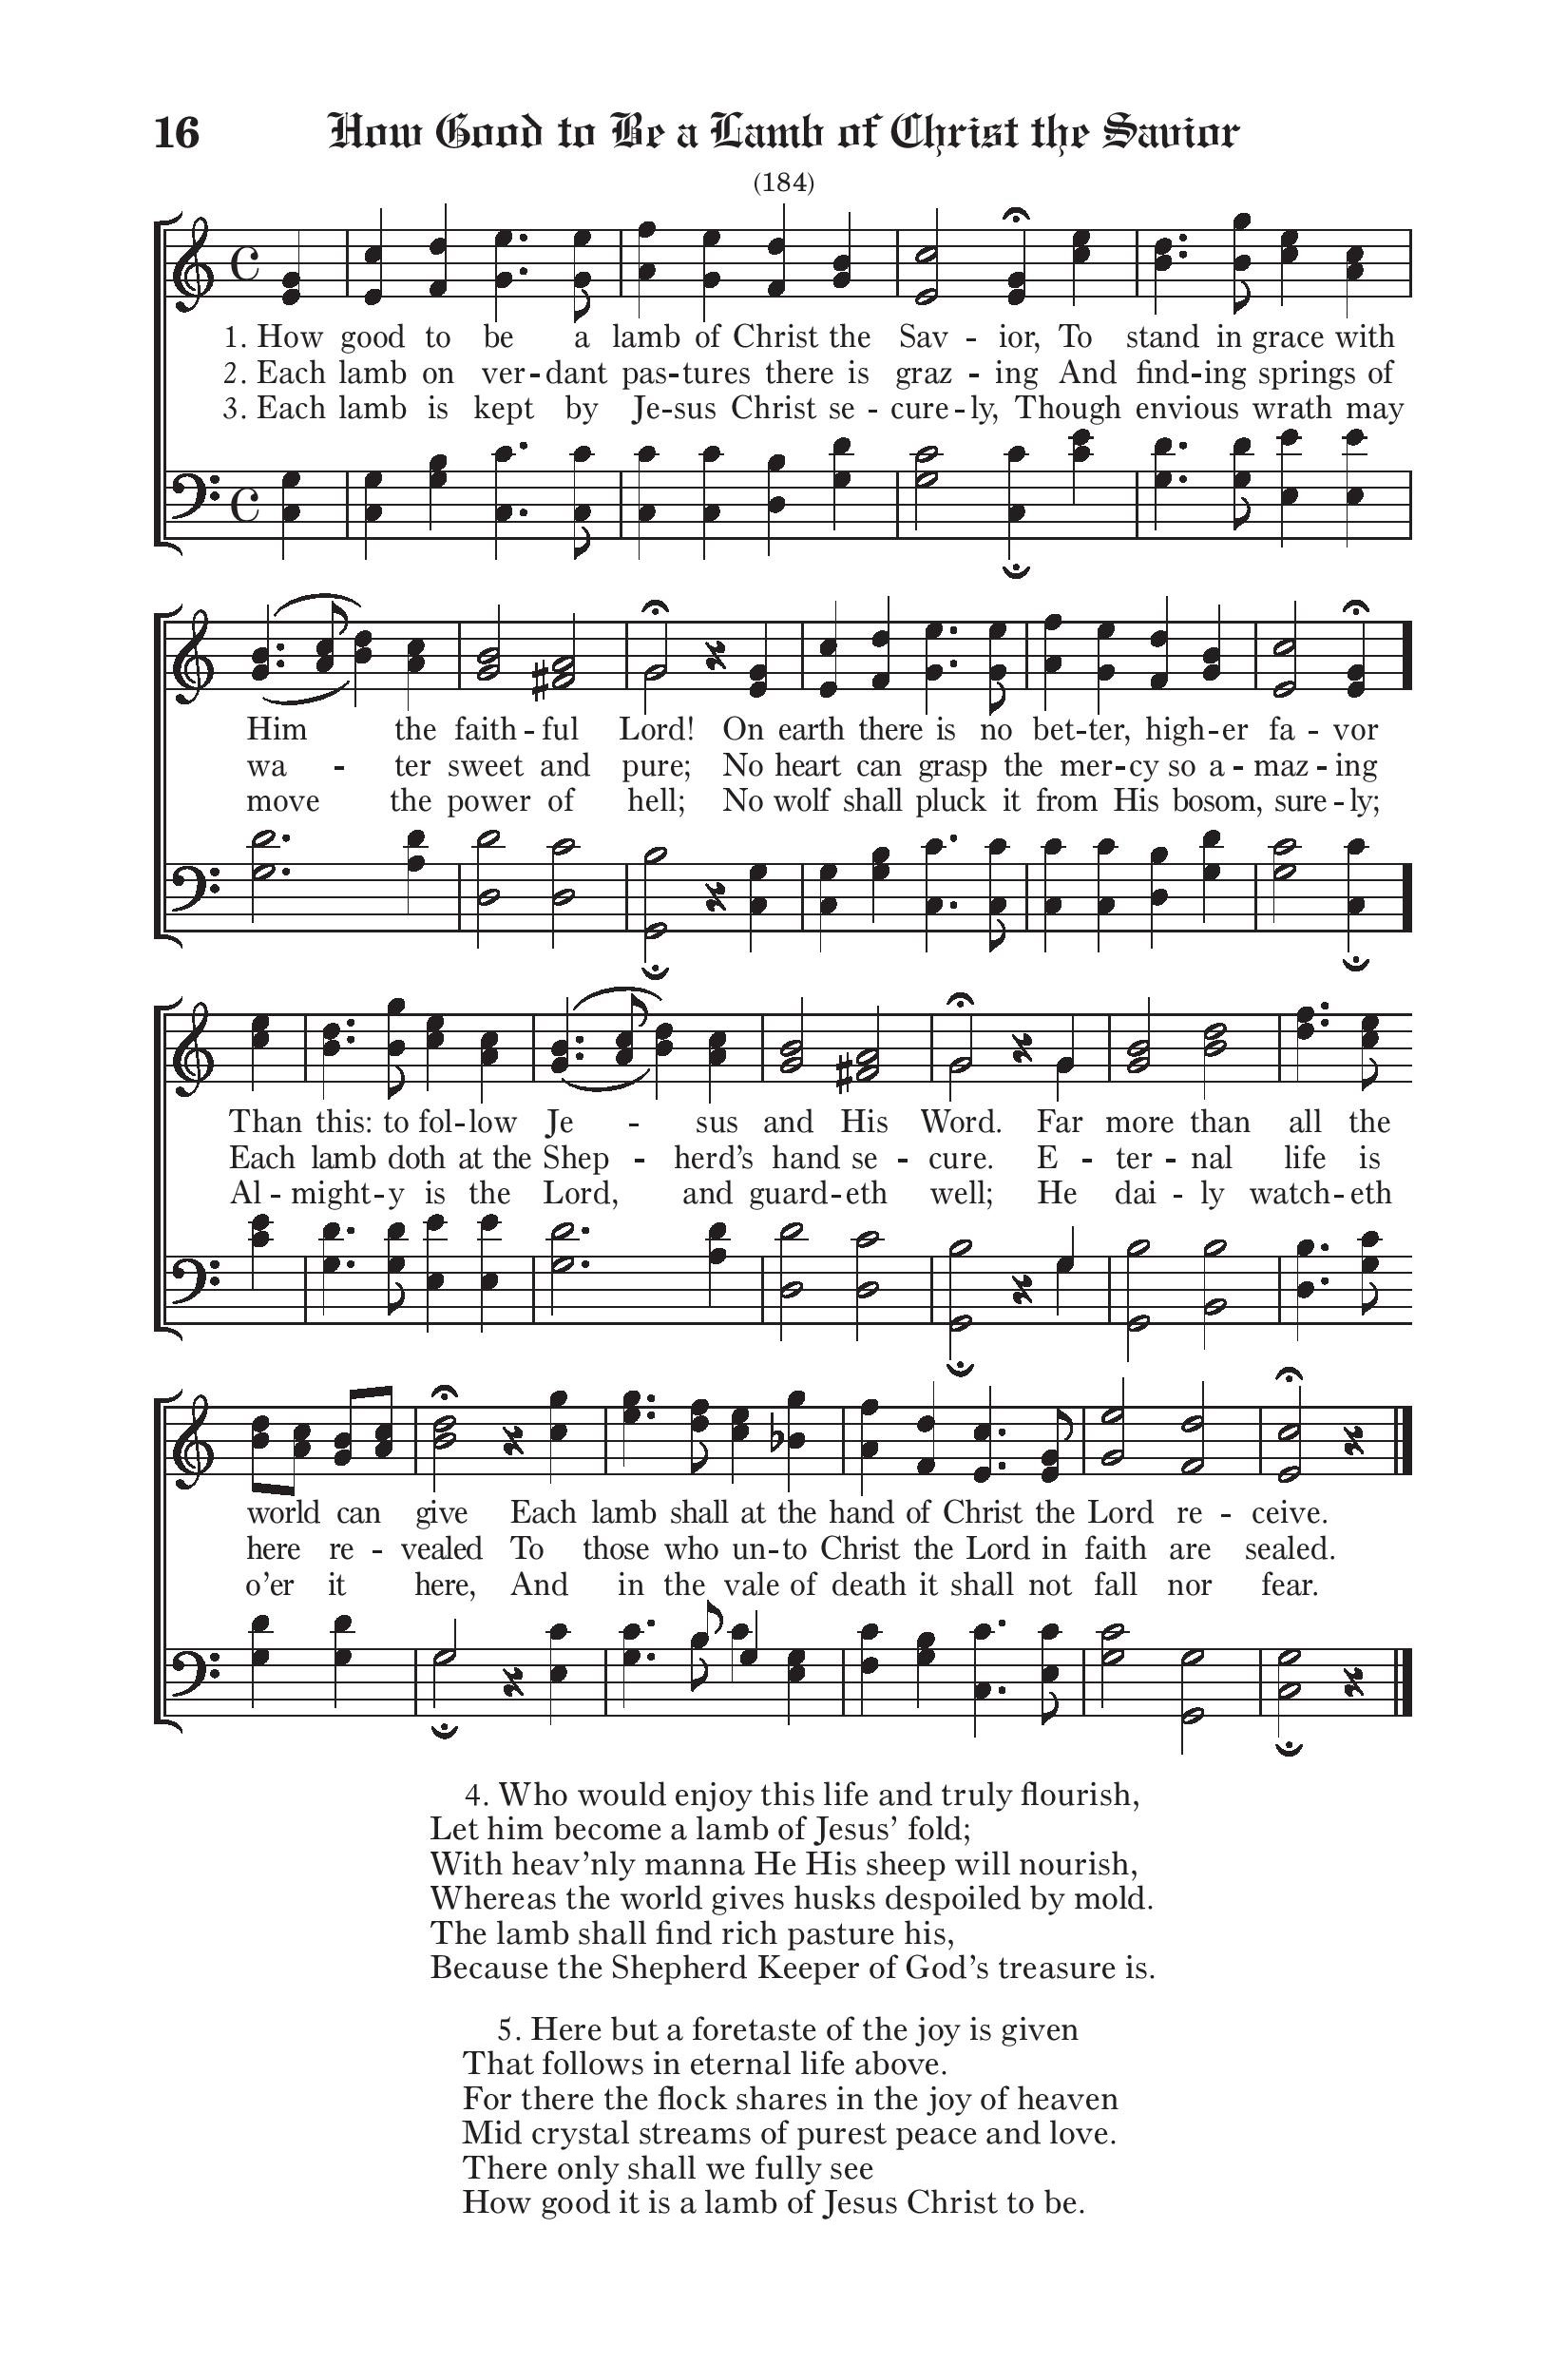 16 How Good to Be a Lamb of Christ the Savior
(184)
1. How good to be a lamb of Christ the Sav - ior, To stand in grace with
2. Each lamb on ver - dant pas - tures there is graz - ing And find - ing springs of
3. Each lamb is kept by Je - sus Christ se - cure - ly, Though envious wrath may
Him the faith - ful Lord! On earth there is no bet - ter, high - er fa - vor
wa - ter sweet and pure; No heart can grasp the mer - cy so a - maz - ing
move the power of hell; No wolf shall pluck it from His bosom, sure - ly;
Than this: to fol - low Je - sus and His Word. Far more than all the
Each lamb doth at the Shep - herd’s hand se - cure. E - ter - nal life is
Al - might - y is the Lord, and guard - eth well; He dai - ly watch - eth
world can give Each lamb shall at the hand of Christ the Lord re - ceive.
here re - vealed To those who un - to Christ the Lord in faith are sealed.
o’er it here, And in the vale of death it shall not fall nor fear.
4. Who would enjoy this life and truly flourish,
Let him become a lamb of Jesus’ fold;
With heav’nly manna He His sheep will nourish,
Whereas the world gives husks despoiled by mold.
The lamb shall find rich pasture his,
Because the Shepherd Keeper of God’s treasure is.
5. Here but a foretaste of the joy is given
That follows in eternal life above.
For there the flock shares in the joy of heaven
Mid crystal streams of purest peace and love.
There only shall we fully see
How good it is a lamb of Jesus Christ to be.